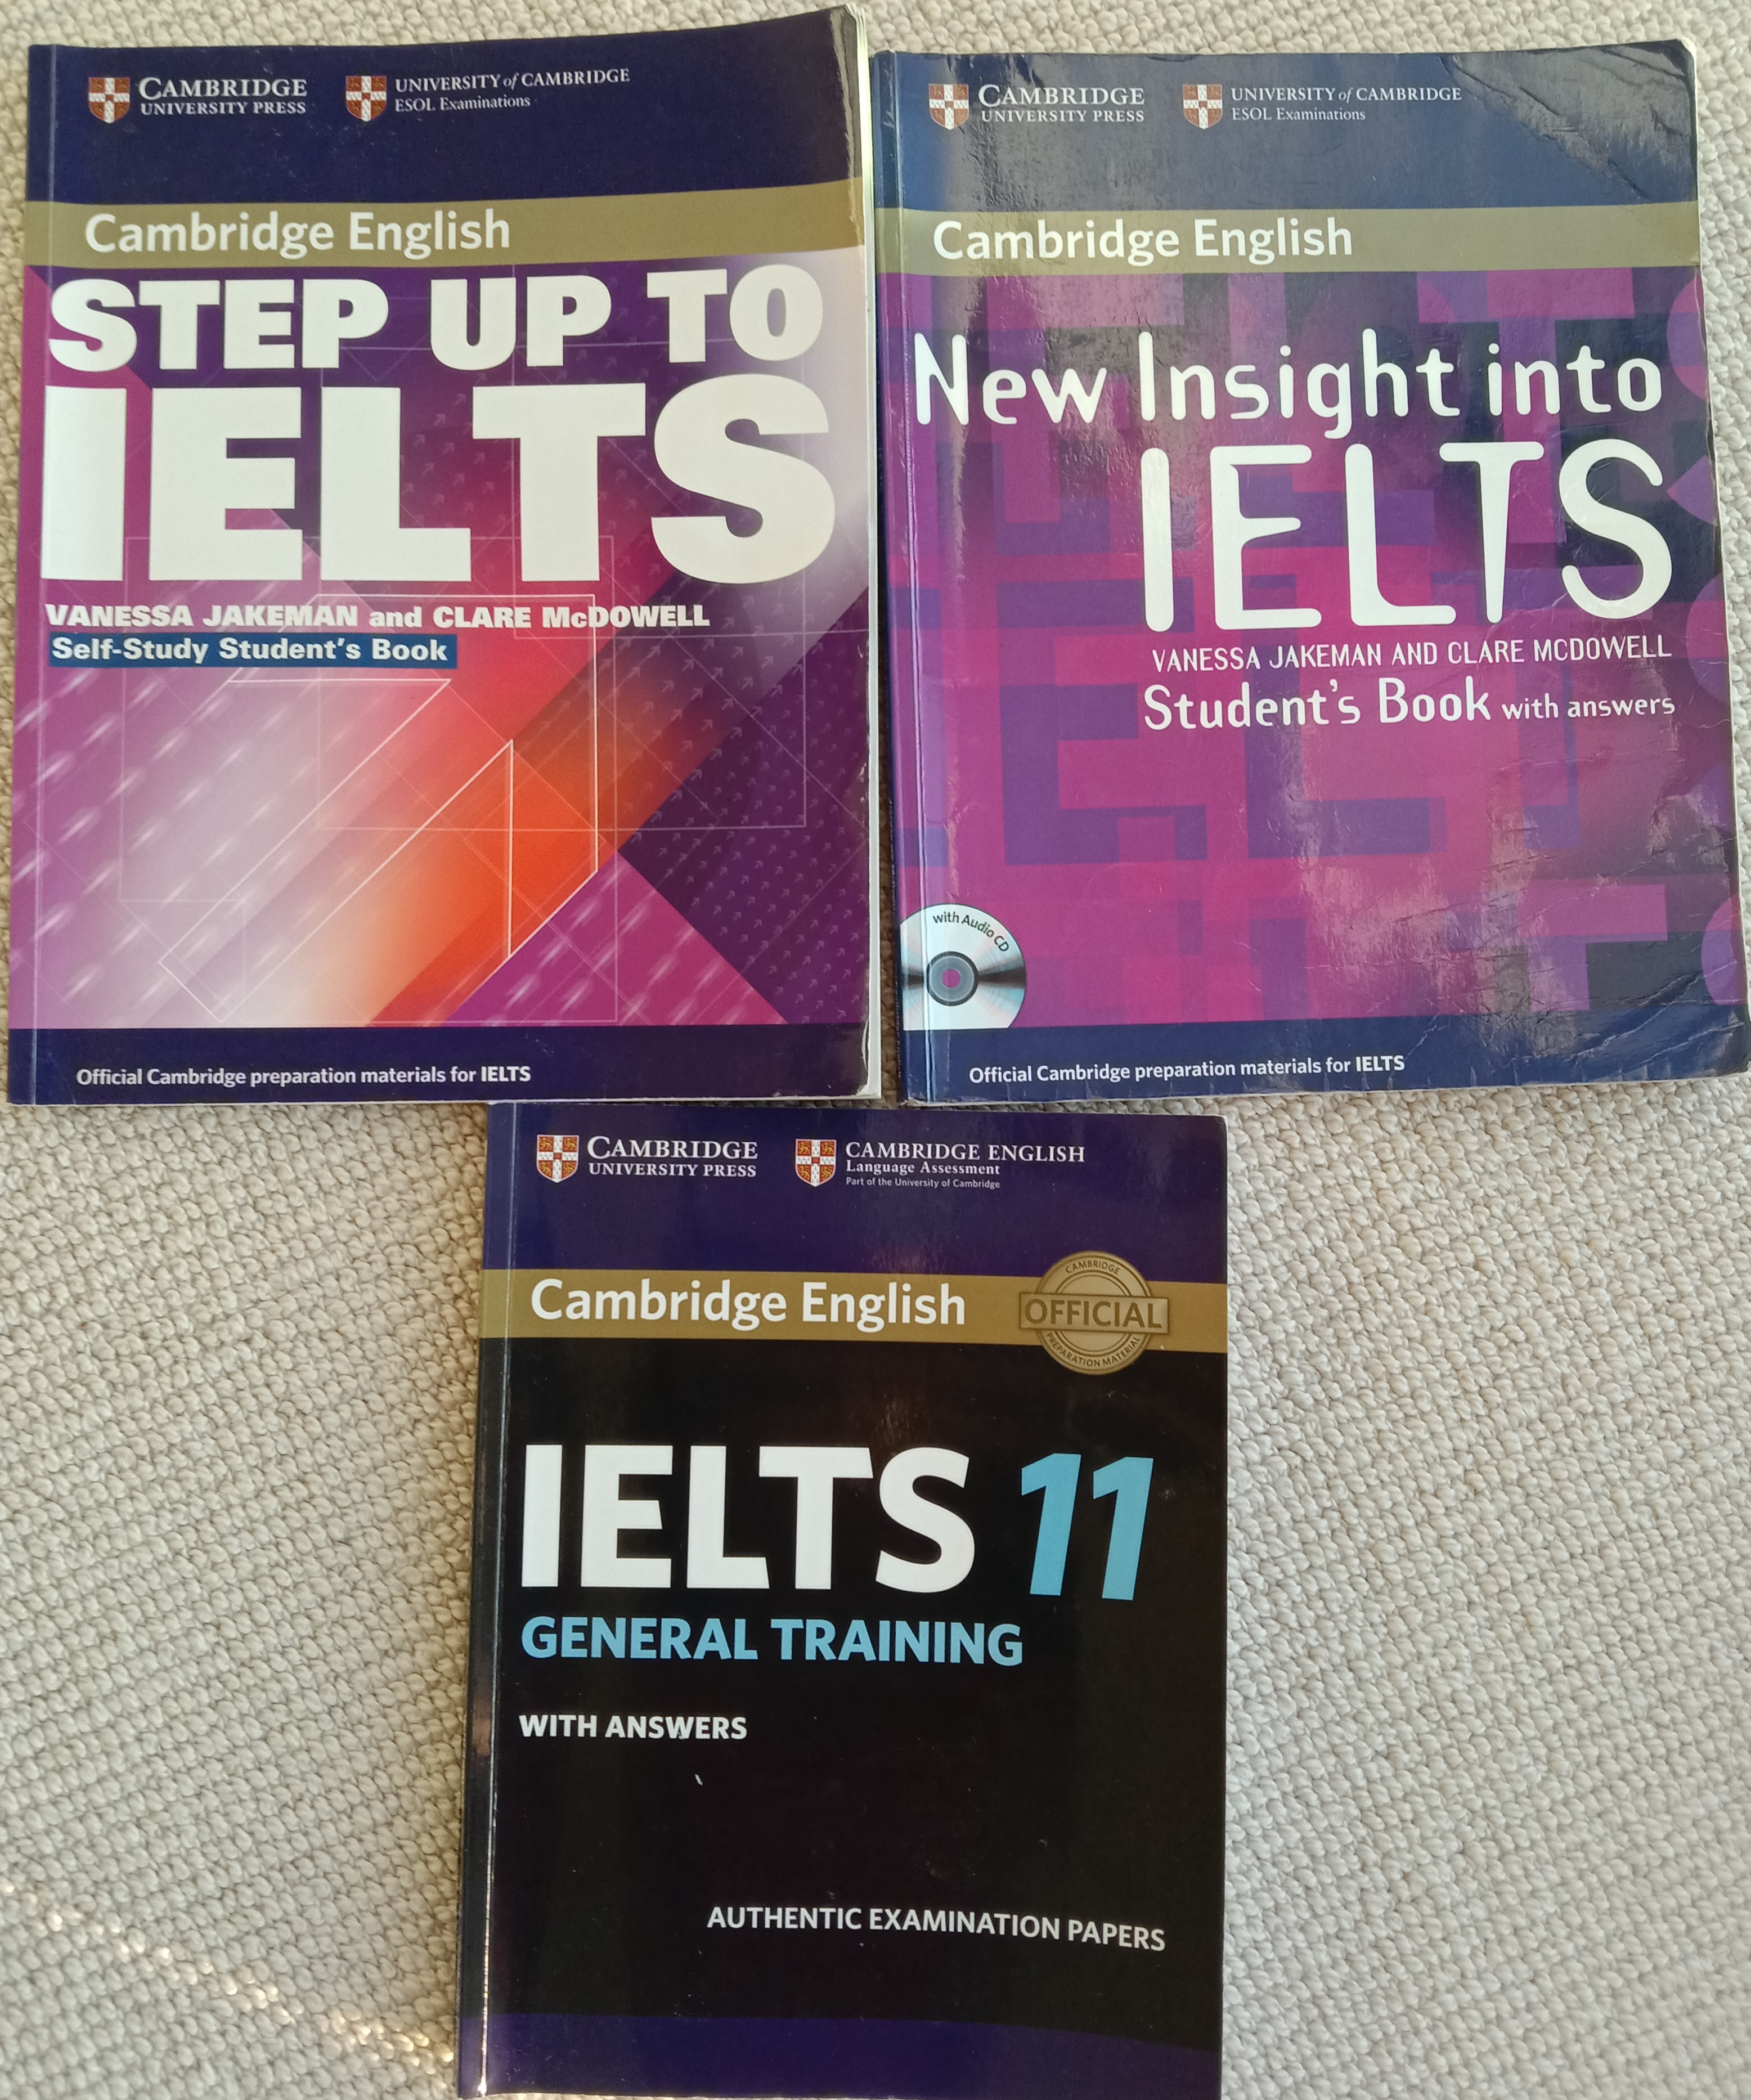 CAMBRIDGE
UNIVERSITY PRESS
UNIVERSITY of CAMBRIDGE
ESOL Examinations
Cambridge English
STEP UP TO
IELTS
VANESSA JAKEMAN and CLARE McDOWELL
Self-Study Student's Book
Official Cambridge preparation materials for IELTS
CAMBRIDGE
UNIVERSITY PRESS
UNIVERSITY of CAMBRIDGE
ESOL Examinations
Cambridge English
New Insight into
IELTS
VANESSA JAKEMAN AND CLARE MCDOWELL
Student's Book with answers
with Audio CD
Official Cambridge preparation materials for IELTS
CAMBRIDGE
UNIVERSITY PRESS
CAMBRIDGE ENGLISH
Language Assessment
Part of the University of Cambridge
Cambridge English
CAMBRIDGE
OFFICIAL
PREPARATION MATERIAL
IELTS 11
GENERAL TRAINING
WITH ANSWERS
AUTHENTIC EXAMINATION PAPERS